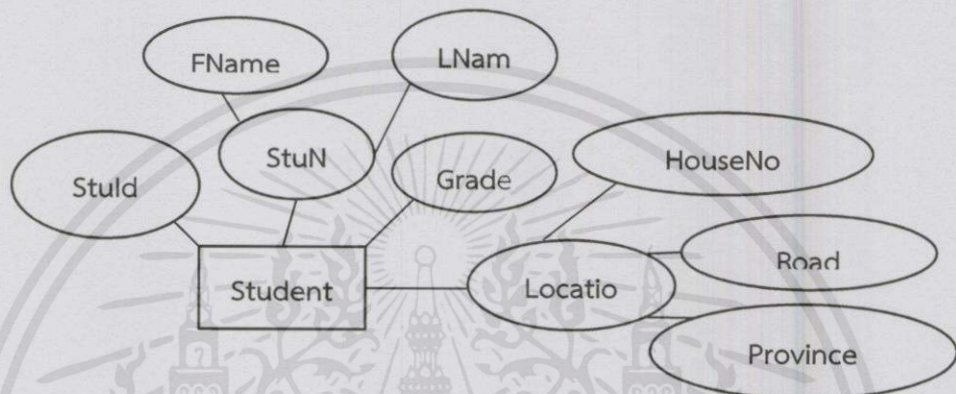 FName
LNam
StuId
StuN
Grade
HouseNo
Student
Locatio
Road
Province